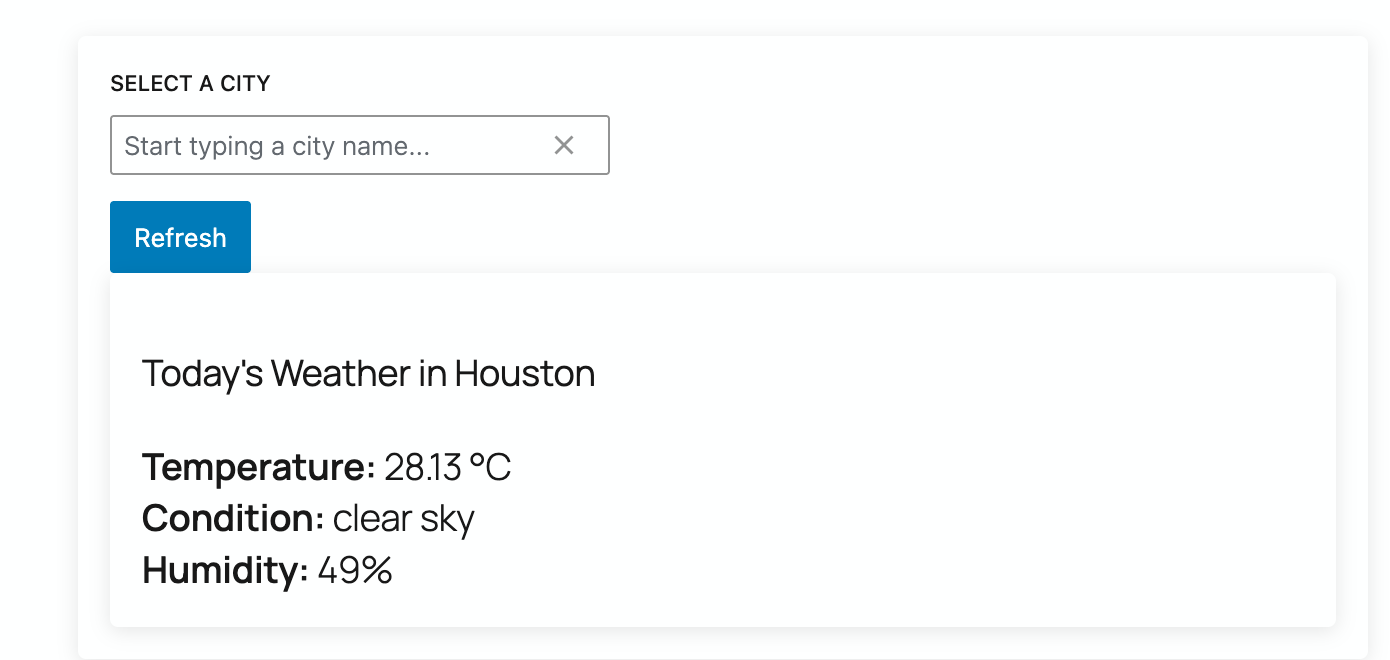 SELECT A CITY
Start typing a city name...
Refresh
Today's Weather in Houston
Temperature: 28.13 °C
Condition: clear sky
Humidity: 49%